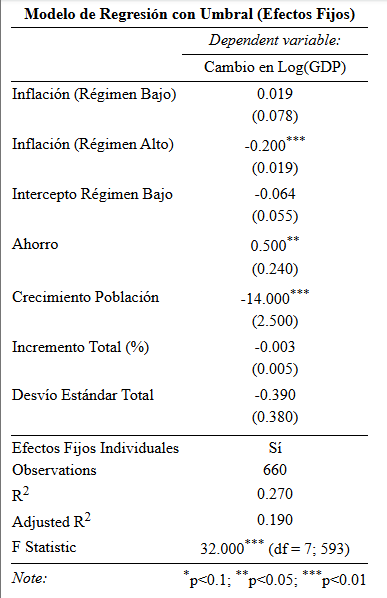 Modelo de Regresión con Umbral (Efectos Fijos)
Dependent variable:
Cambio en Log(GDP)
Inflación (Régimen Bajo) 0.019
(0.078)
Inflación (Régimen Alto) -0.200***
(0.019)
Intercepto Régimen Bajo -0.064
(0.055)
Ahorro 0.500**
(0.240)
Crecimiento Población -14.000***
(2.500)
Incremento Total (%) -0.003
(0.005)
Desvío Estándar Total -0.390
(0.380)
Efectos Fijos Individuales Sí
Observations 660
R2 0.270
Adjusted R2 0.190
F Statistic 32.000*** (df = 7; 593)
Note: *p<0.1; **p<0.05; ***p<0.01